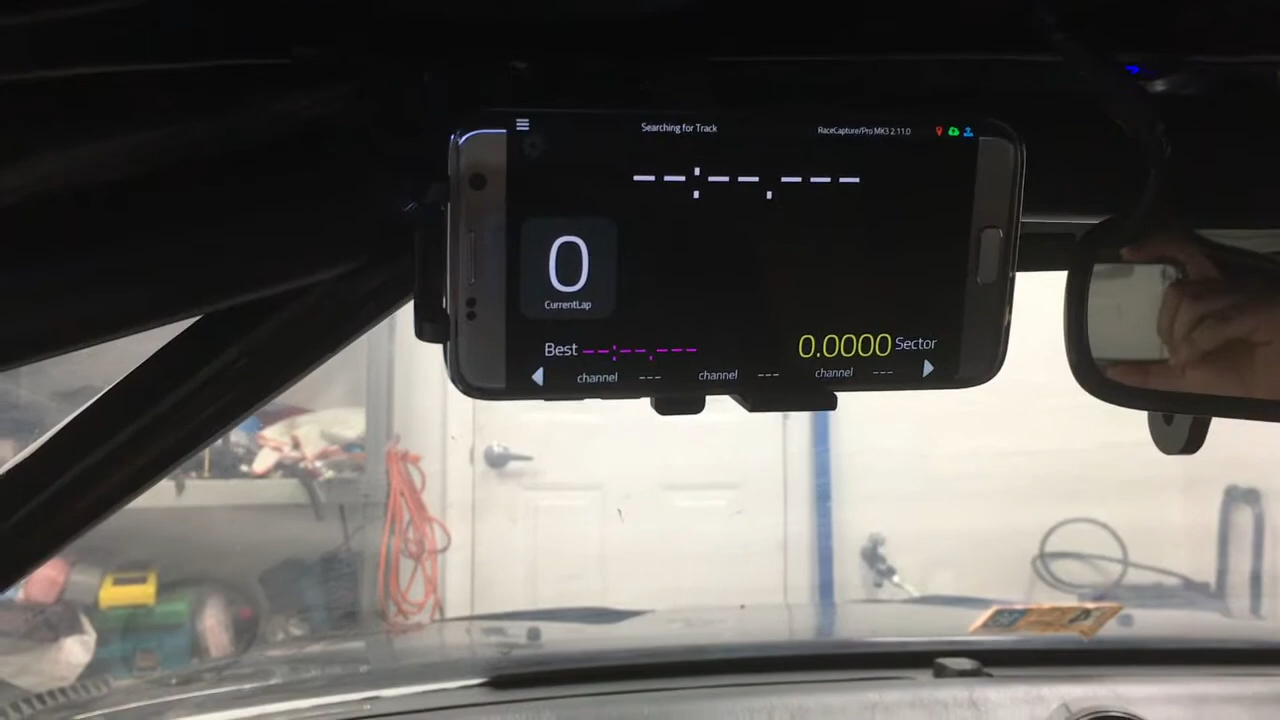 Searching for Track
RaceCapture/Pro MK3 2.11.0
--:--.---
0
CurrentLap
Best --:--.---
0.0000 Sector
channel --- channel --- channel ---